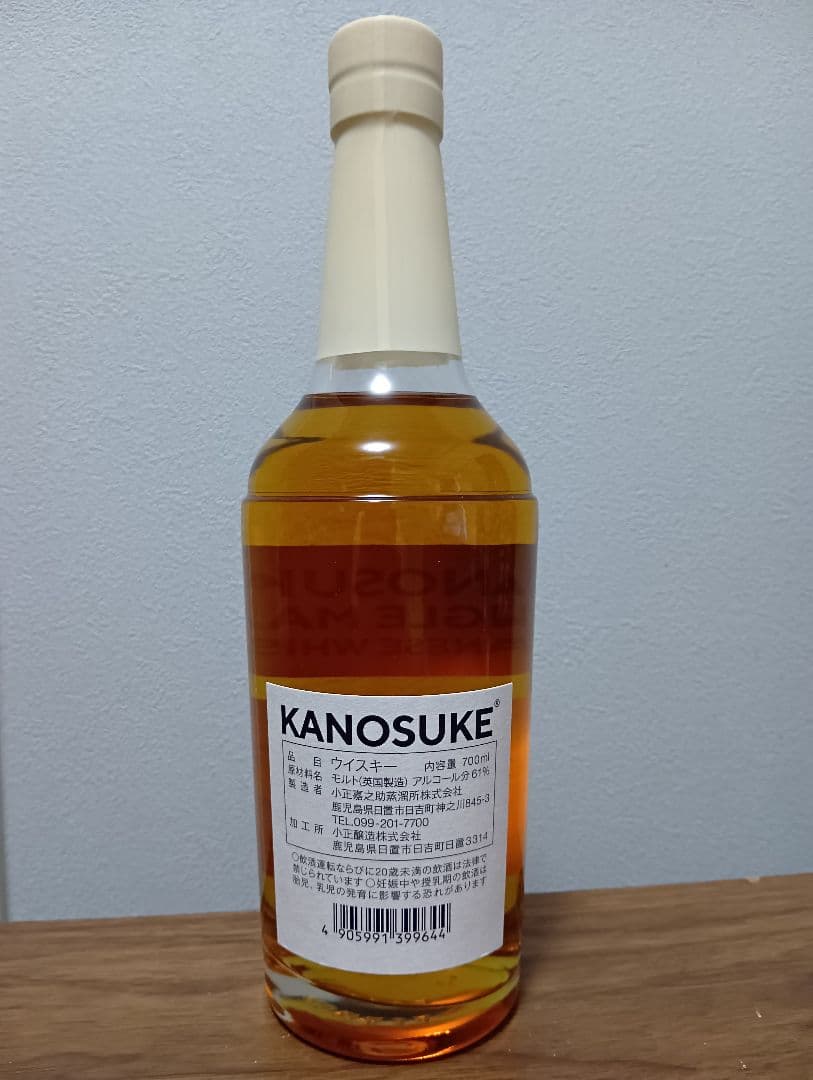 ANOSUK
NGLE MA
ANESE WHIS
KANOSUKE®
品目 ウイスキー 内容量 700ml
原材料名 モルト(英国製造) アルコール分 61%
製造者 小正嘉之助蒸溜所株式会社
鹿児島県日置市日吉町神之川845-3
TEL.099-201-7700
加工所 小正醸造株式会社
鹿児島県日置市日吉町日置3314
○飲酒運転ならびに20歳未満の飲酒は法律で
禁じられています ○妊娠中や授乳期の飲酒は
胎児、乳児の発育に影響する恐れがあります
4 905991 399644